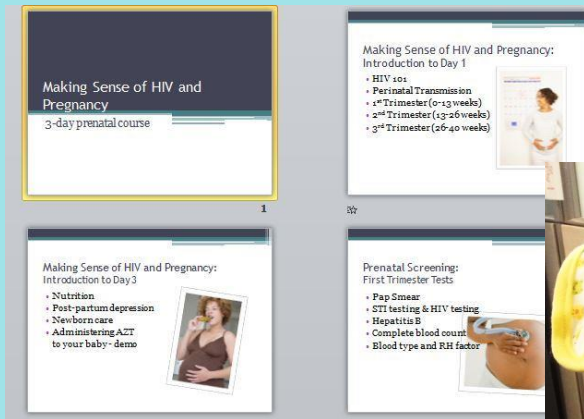 Making Sense of HIV and
Pregnancy
3-day prenatal course
1
Making Sense of HIV and Pregnancy:
Introduction to Day 1
• HIV 101
• Perinatal Transmission
• 1st Trimester (0-13 weeks)
• 2nd Trimester (13-26 weeks)
• 3rd Trimester (26-40 weeks)
Making Sense of HIV and Pregnancy:
Introduction to Day 3
• Nutrition
• Post-partum depression
• Newborn care
• Administering AZT
to your baby - demo
Prenatal Screening:
First Trimester Tests
• Pap Smear
• STI testing & HIV testing
• Hepatitis B
• Complete blood count
• Blood type and RH factor